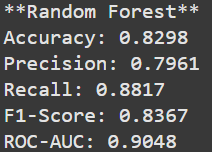 **Random Forest**
Accuracy: 0.8298
Precision: 0.7961
Recall: 0.8817
F1-Score: 0.8367
ROC-AUC: 0.9048